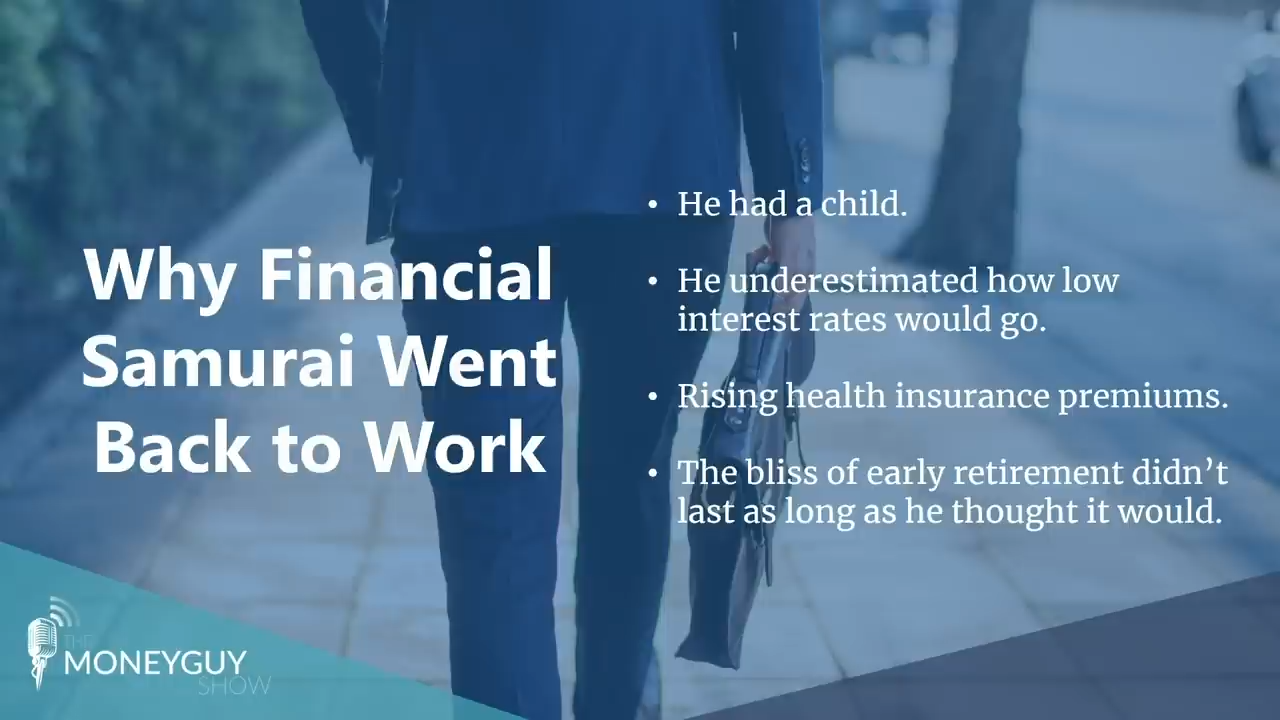 Why Financial
Samurai Went
Back to Work
• He had a child.
• He underestimated how low
interest rates would go.
• Rising health insurance premiums.
• The bliss of early retirement didn’t
last as long as he thought it would.
THE
MONEYGUY
SHOW